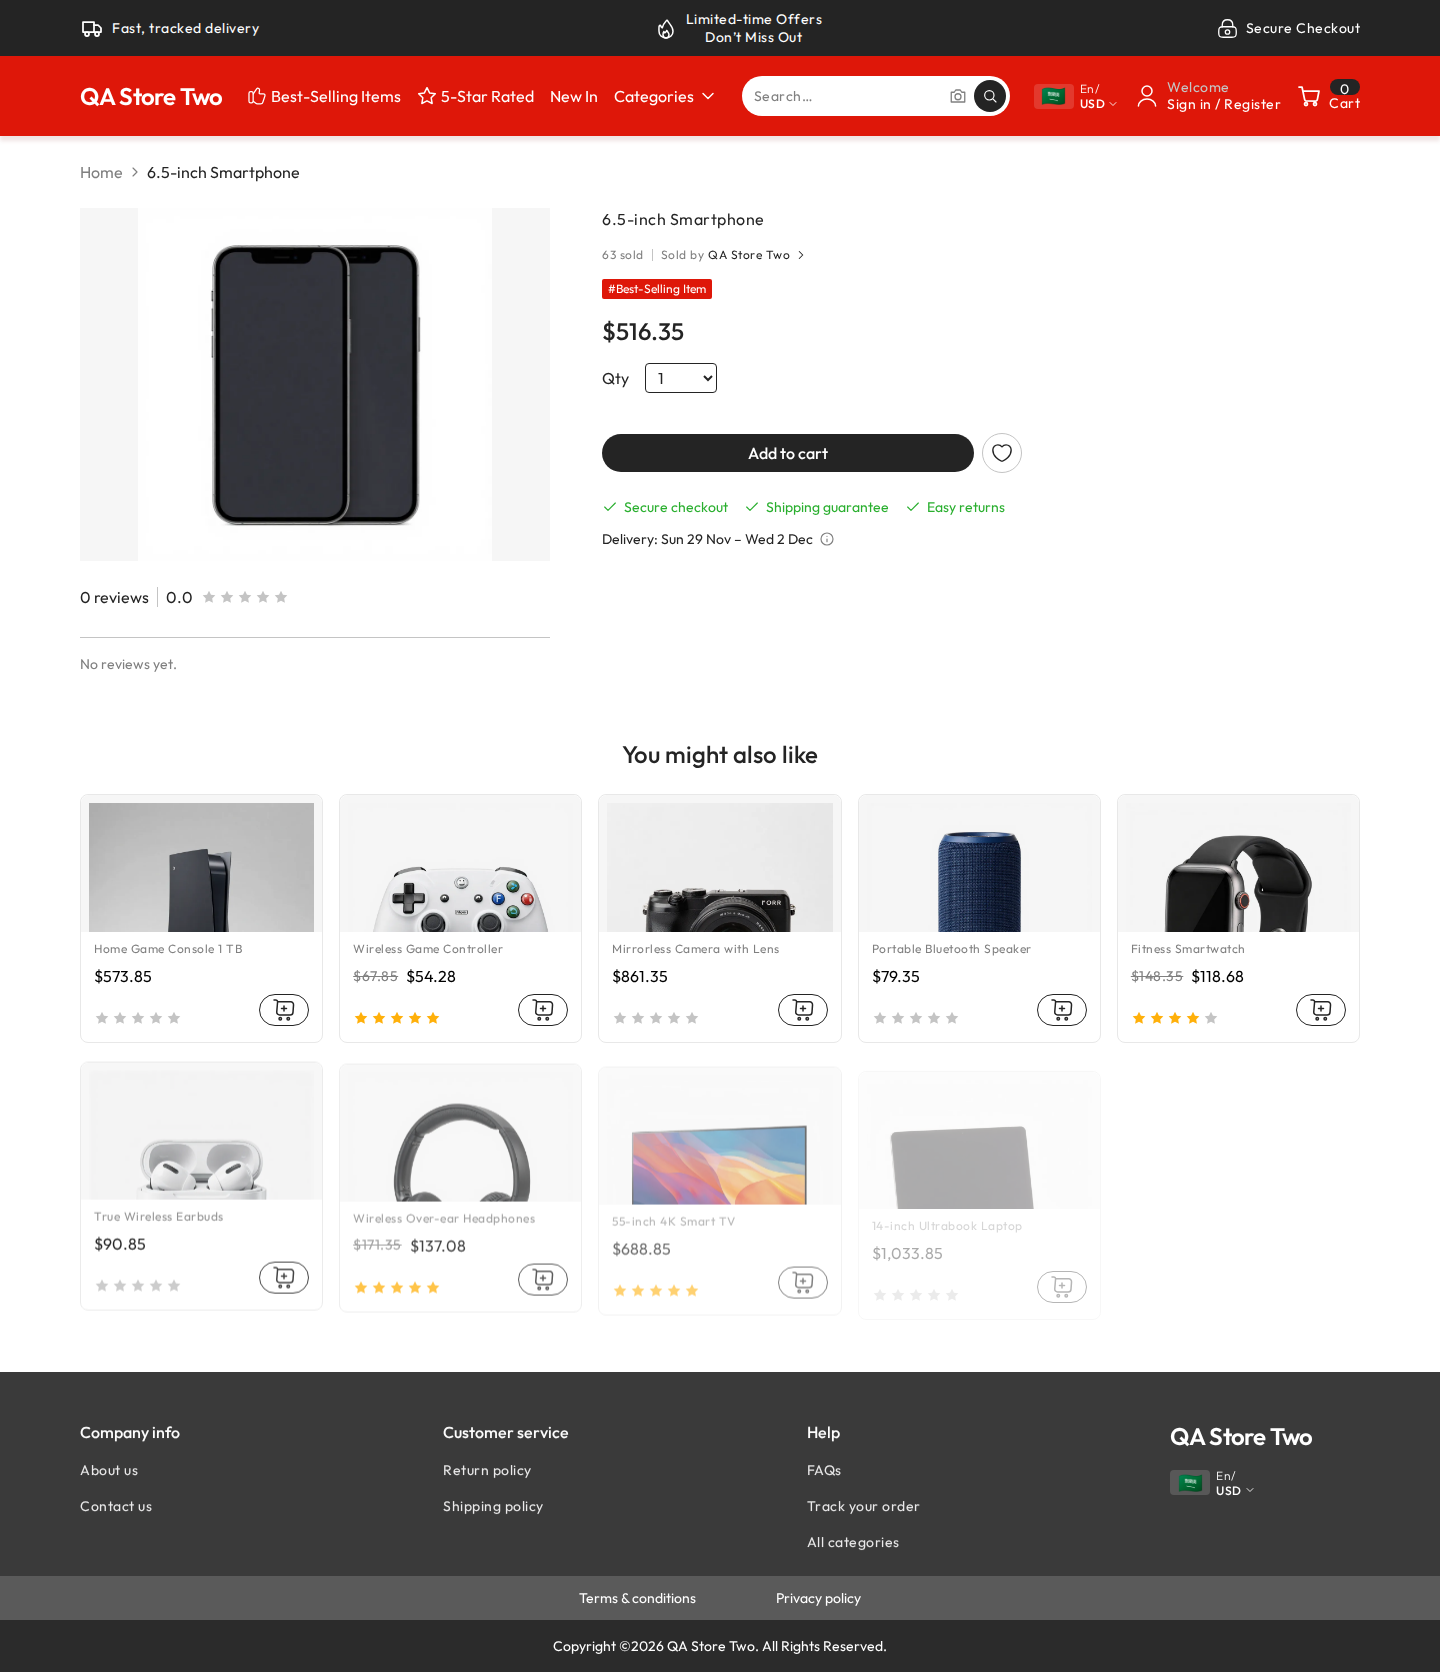 Fast, tracked delivery
Limited-time Offers
Don't Miss Out
Secure Checkout
QA Store Two
Best-Selling Items
5-Star Rated
New In
Categories
Search...
En/
USD
Welcome
Sign in / Register
0
Cart
Home
6.5-inch Smartphone
6.5-inch Smartphone
63 sold
Sold by QA Store Two
#Best-Selling Item
$516.35
Qty
1
Add to cart
Secure checkout
Shipping guarantee
Easy returns
Delivery: Sun 29 Nov – Wed 2 Dec
0 reviews
0.0
No reviews yet.
You might also like
Home Game Console 1 TB
$573.85
Wireless Game Controller
$67.85 $54.28
Mirrorless Camera with Lens
$861.35
Portable Bluetooth Speaker
$79.35
Fitness Smartwatch
$148.35 $118.68
True Wireless Earbuds
$90.85
Wireless Over-ear Headphones
$171.35 $137.08
55-inch 4K Smart TV
$688.85
14-inch Ultrabook Laptop
$1,033.85
Company info
About us
Contact us
Customer service
Return policy
Shipping policy
Help
FAQs
Track your order
All categories
QA Store Two
En/
USD
Terms & conditions
Privacy policy
Copyright ©2026 QA Store Two. All Rights Reserved.